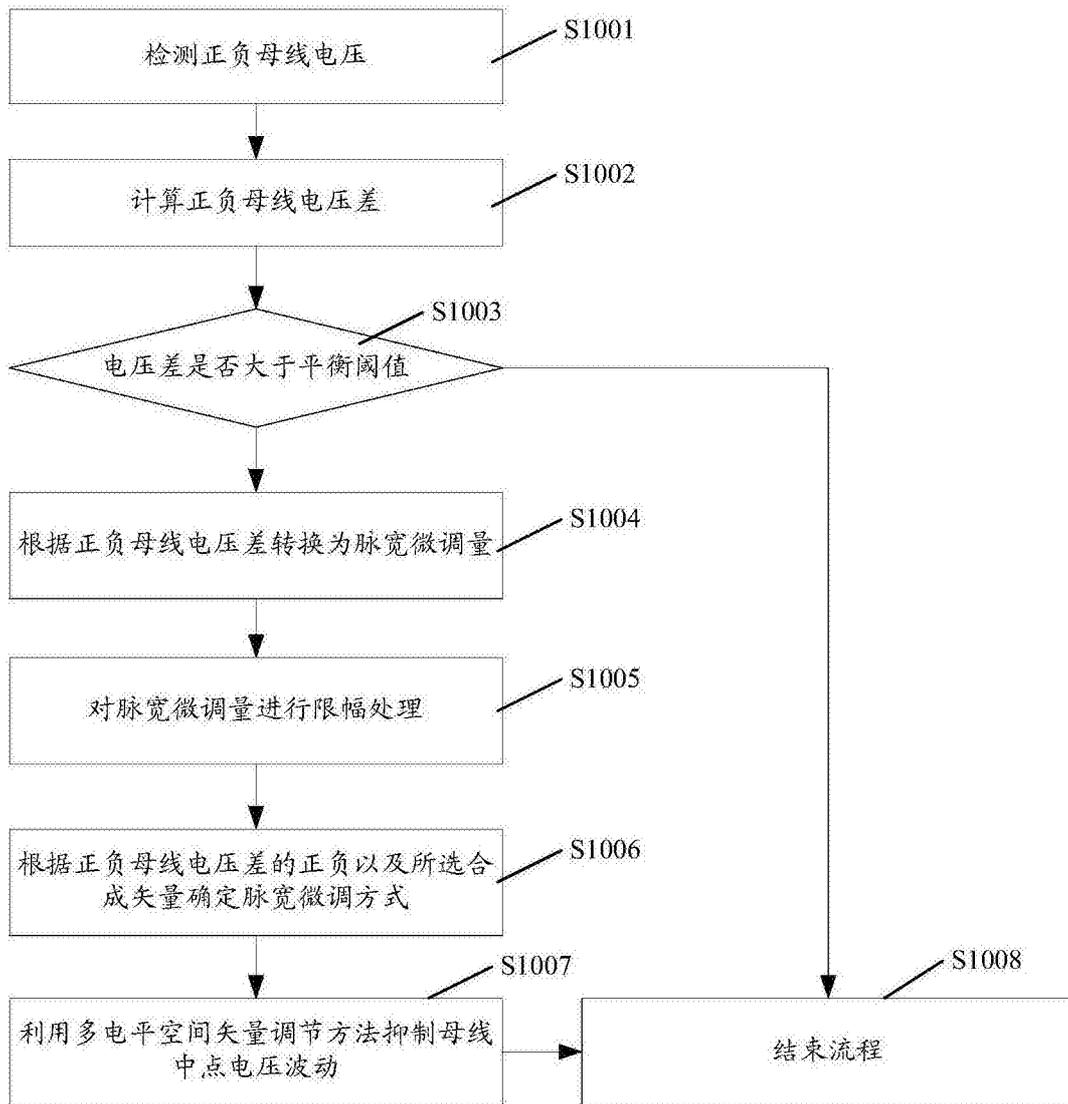 检测正负母线电压
S1001
计算正负母线电压差
S1002
S1003
电压差是否大于平衡阈值
S1004
根据正负母线电压差转换为脉宽微调量
S1005
对脉宽微调量进行限幅处理
S1006
根据正负母线电压差的正负以及所选合
成矢量确定脉宽微调方式
S1007
利用多电平空间矢量调节方法抑制母线
中点电压波动
S1008
结束流程